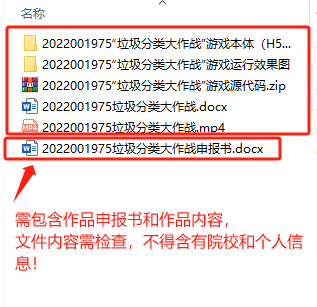 名称
2022001975“垃圾分类大作战”游戏本体（H5...
2022001975“垃圾分类大作战”游戏运行效果图
2022001975“垃圾分类大作战”游戏源代码.zip
2022001975垃圾分类大作战.docx
2022001975垃圾分类大作战.mp4
2022001975垃圾分类大作战申报书.docx
需包含作品申报书和作品内容，
文件内容需检查，不得含有院校和个人信
息！